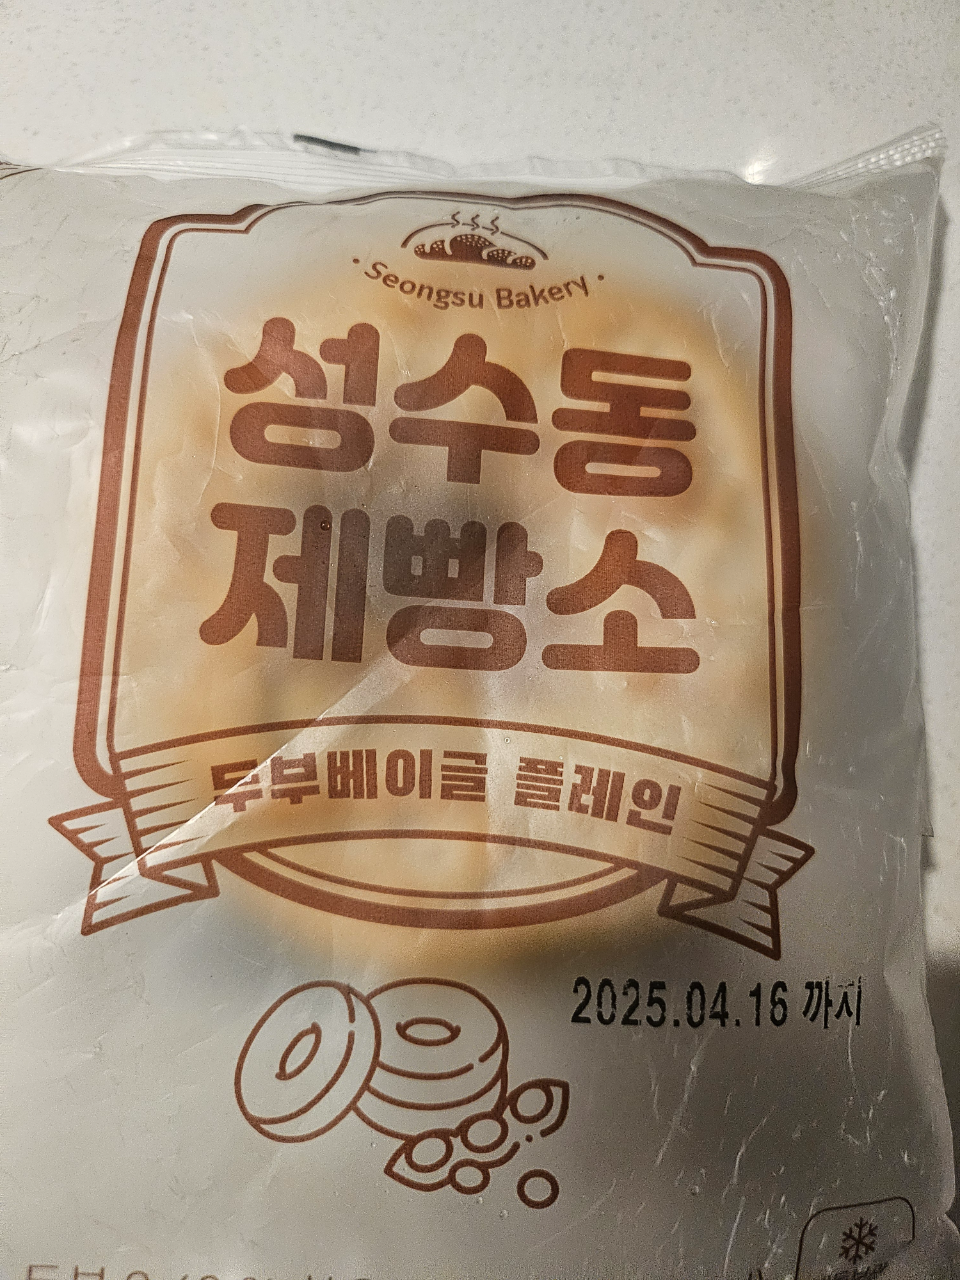 Seongsu Bakery
성수동
제빵소
두부베이글 플레인
2025.04.16 까지